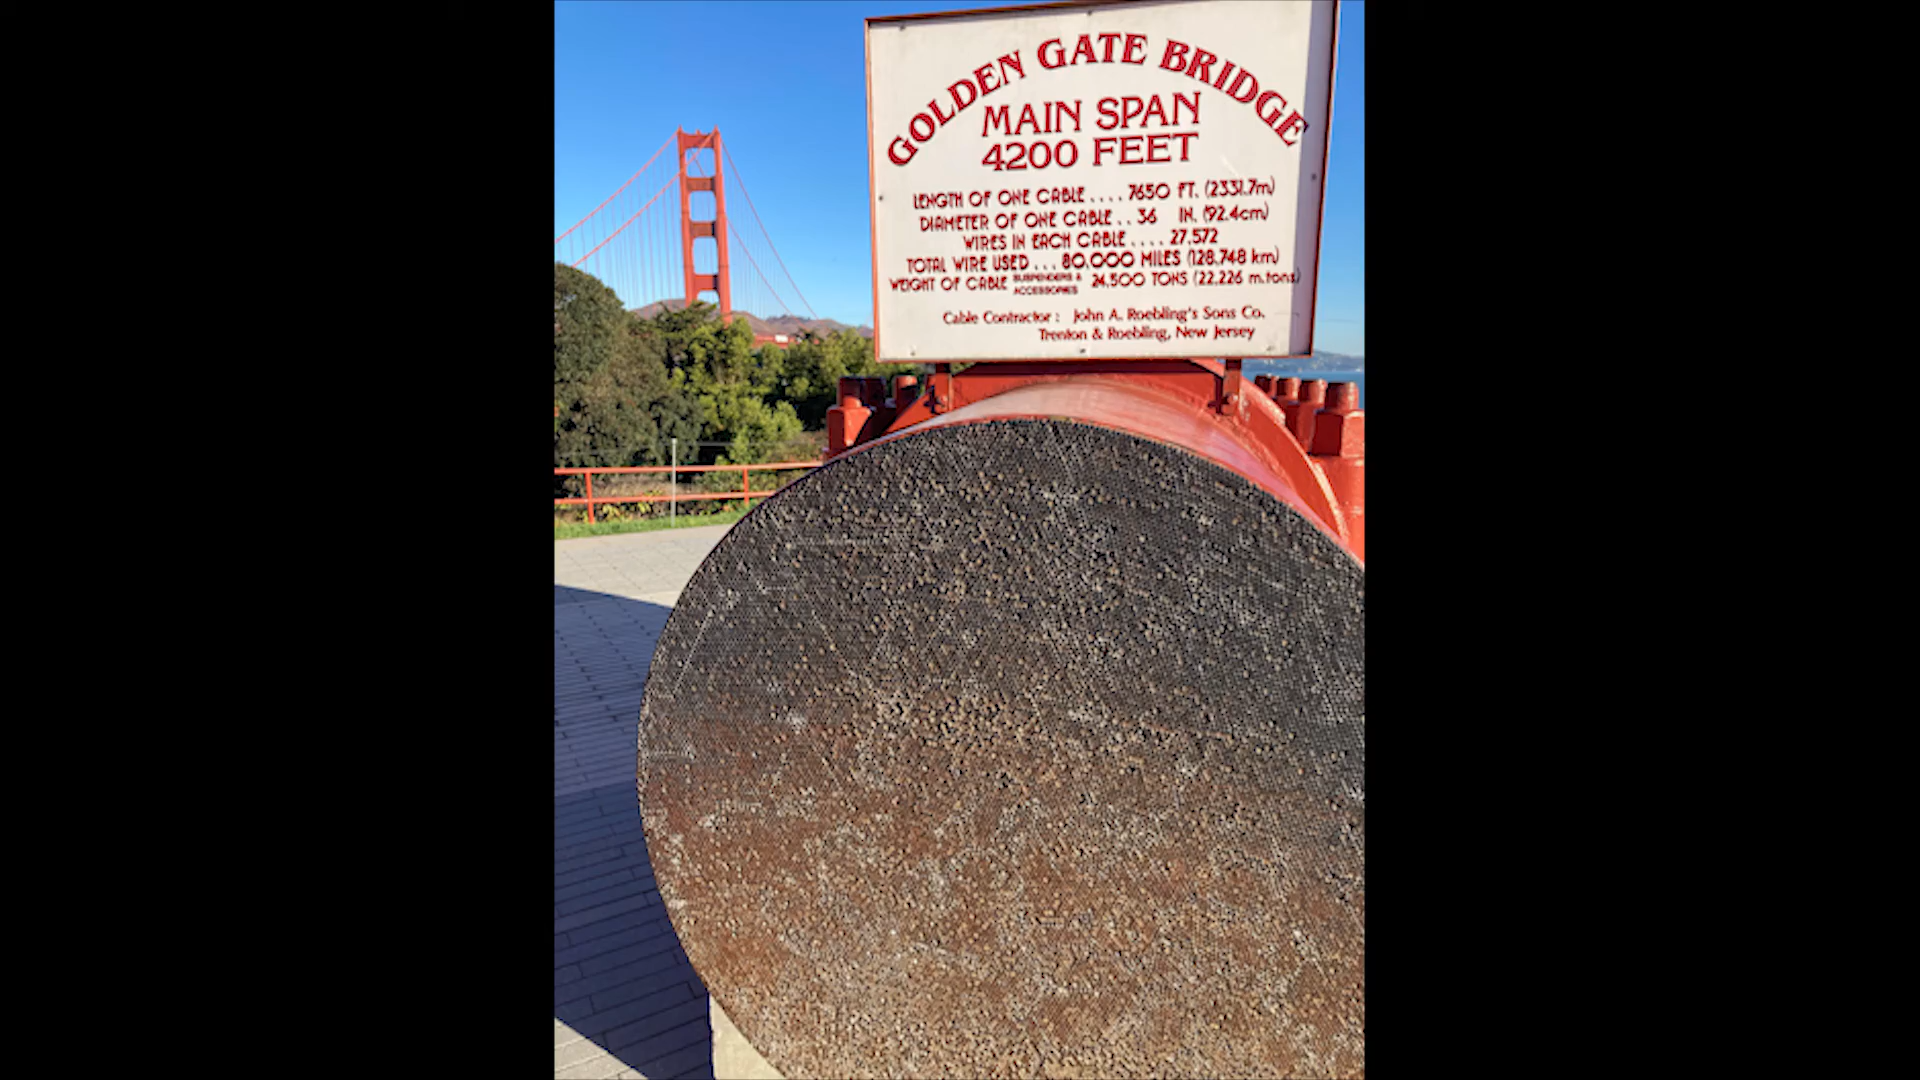 GOLDEN GATE BRIDGE
MAIN SPAN
4200 FEET
LENGTH OF ONE CABLE .... 7650 FT. (2331.7m)
DIAMETER OF ONE CABLE .. 36 IN. (92.4cm)
WIRES IN EACH CABLE .... 27,572
TOTAL WIRE USED ... 80,000 MILES (128,748 km)
WEIGHT OF CABLE SUSPENDERS & ACCESSORIES 24,500 TONS (22,226 m.tons)
Cable Contractor : John A. Roebling's Sons Co.
Trenton & Roebling, New Jersey